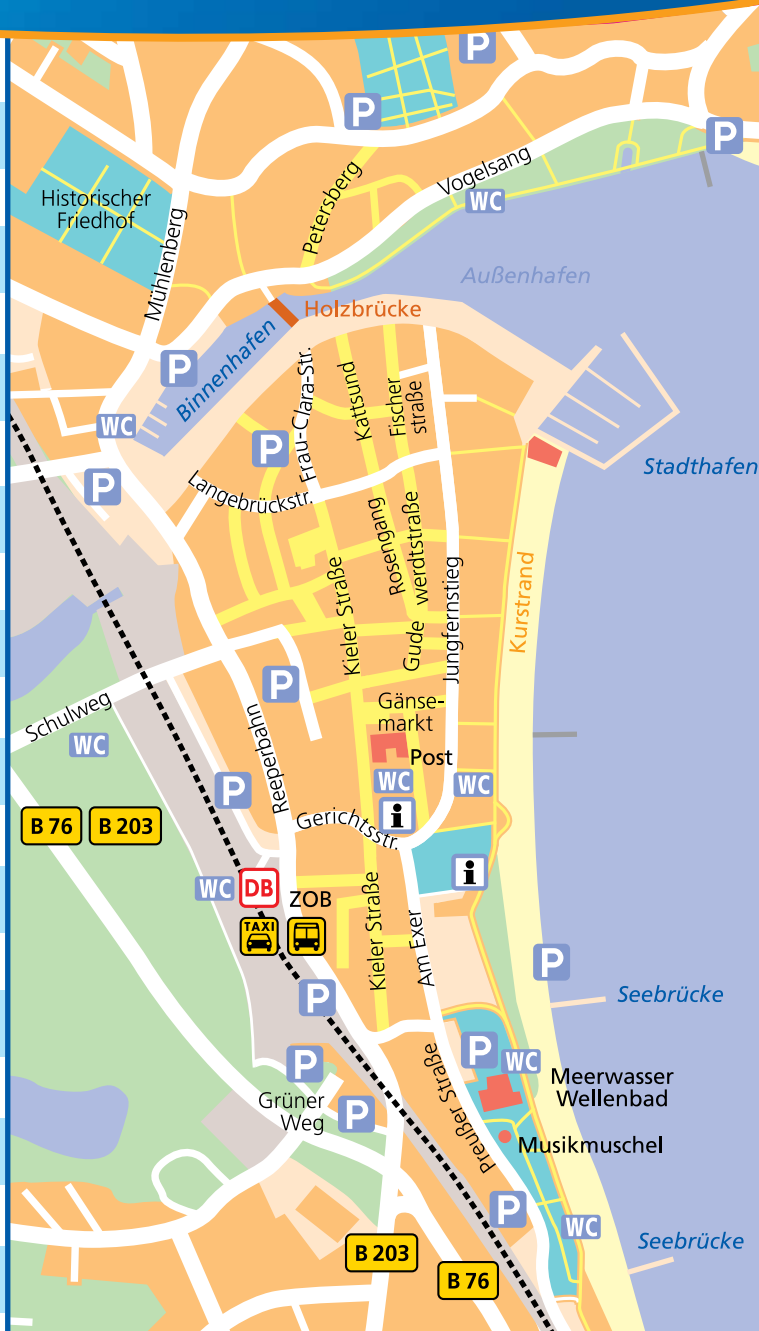 P
P
P
Historischer
Friedhof
Petersberg
Vogelsang
WC
Mühlenberg
Außenhafen
Holzbrücke
Binnenhafen
P
WC
Frau-Clara-Str.
Kattsund
Fischer
straße
P
Langebrückstr.
P
Stadthafen
Rosengang
Gude
werdtstraße
Kieler Straße
Jungfernstieg
Kurstrand
Schulweg
WC
P
Gänse-
markt
Post
WC
WC
i
P
Reeperbahn
Gerichtsstr.
B 76
B 203
i
WC
DB
ZOB
TAXI
Kieler Straße
Am Exer
P
P
Seebrücke
P
Grüner
Weg
P
Preußer Straße
P
WC
Meerwasser
Wellenbad
Musikmuschel
P
WC
Seebrücke
B 203
B 76